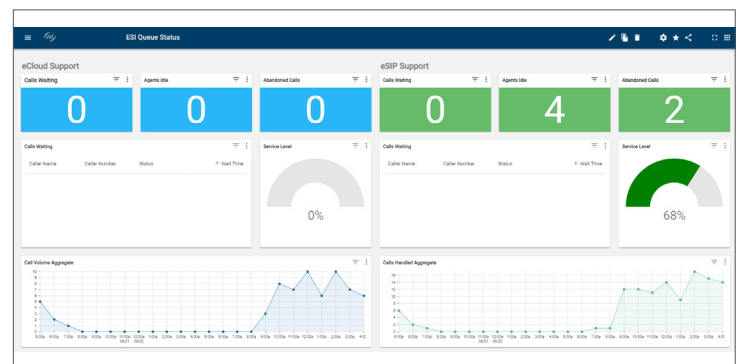 esi ESI Queue Status
eCloud Support
Calls Waiting
Agents Idle
Abandoned Calls
0
0
0
Calls Waiting
Caller Name Caller Number Status Wait Time
Service Level
0%
Call Volume Aggregate
eSIP Support
Calls Waiting
Agents Idle
Abandoned Calls
0
4
2
Calls Waiting
Caller Name Caller Number Status Wait Time
Service Level
68%
Calls Handled Aggregate